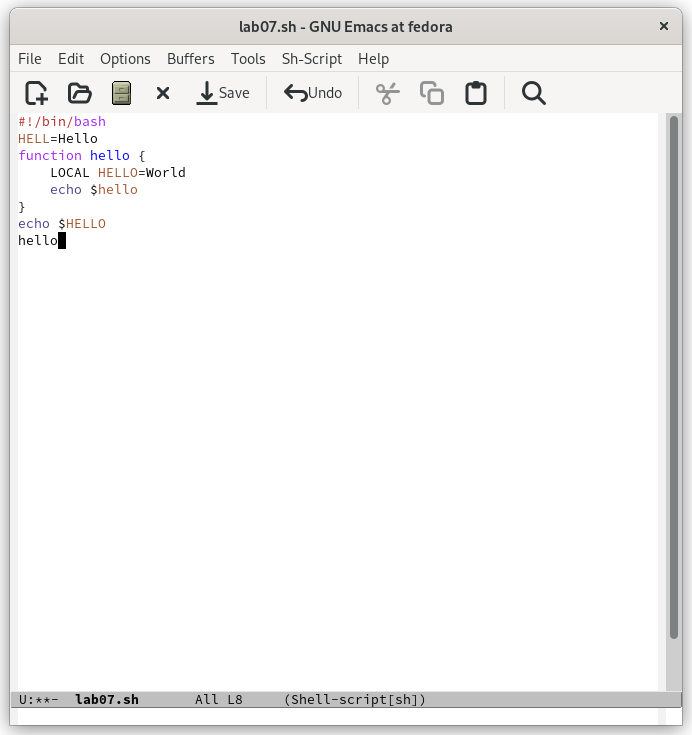 lab07.sh - GNU Emacs at fedora ×
File Edit Options Buffers Tools Sh-Script Help
Save Undo
#!/bin/bash
HELL=Hello
function hello {
    LOCAL HELLO=World
    echo $hello
}
echo $HELLO
hello
U:**- lab07.sh All L8 (Shell-script[sh])